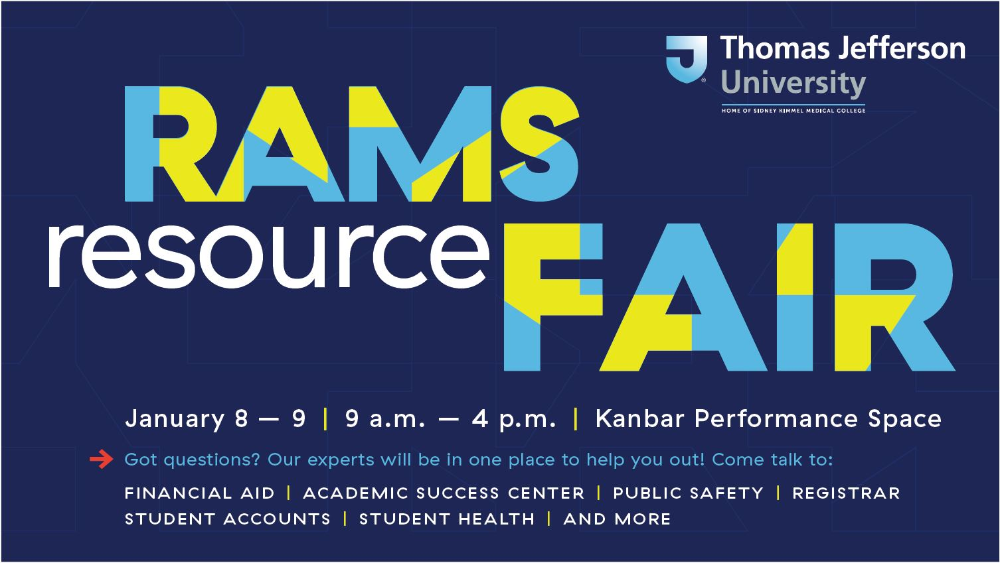 Thomas Jefferson
University
HOME OF SIDNEY KIMMEL MEDICAL COLLEGE
RAMS
resource FAIR
January 8 — 9 | 9 a.m. — 4 p.m. | Kanbar Performance Space
Got questions? Our experts will be in one place to help you out! Come talk to:
FINANCIAL AID | ACADEMIC SUCCESS CENTER | PUBLIC SAFETY | REGISTRAR
STUDENT ACCOUNTS | STUDENT HEALTH | AND MORE